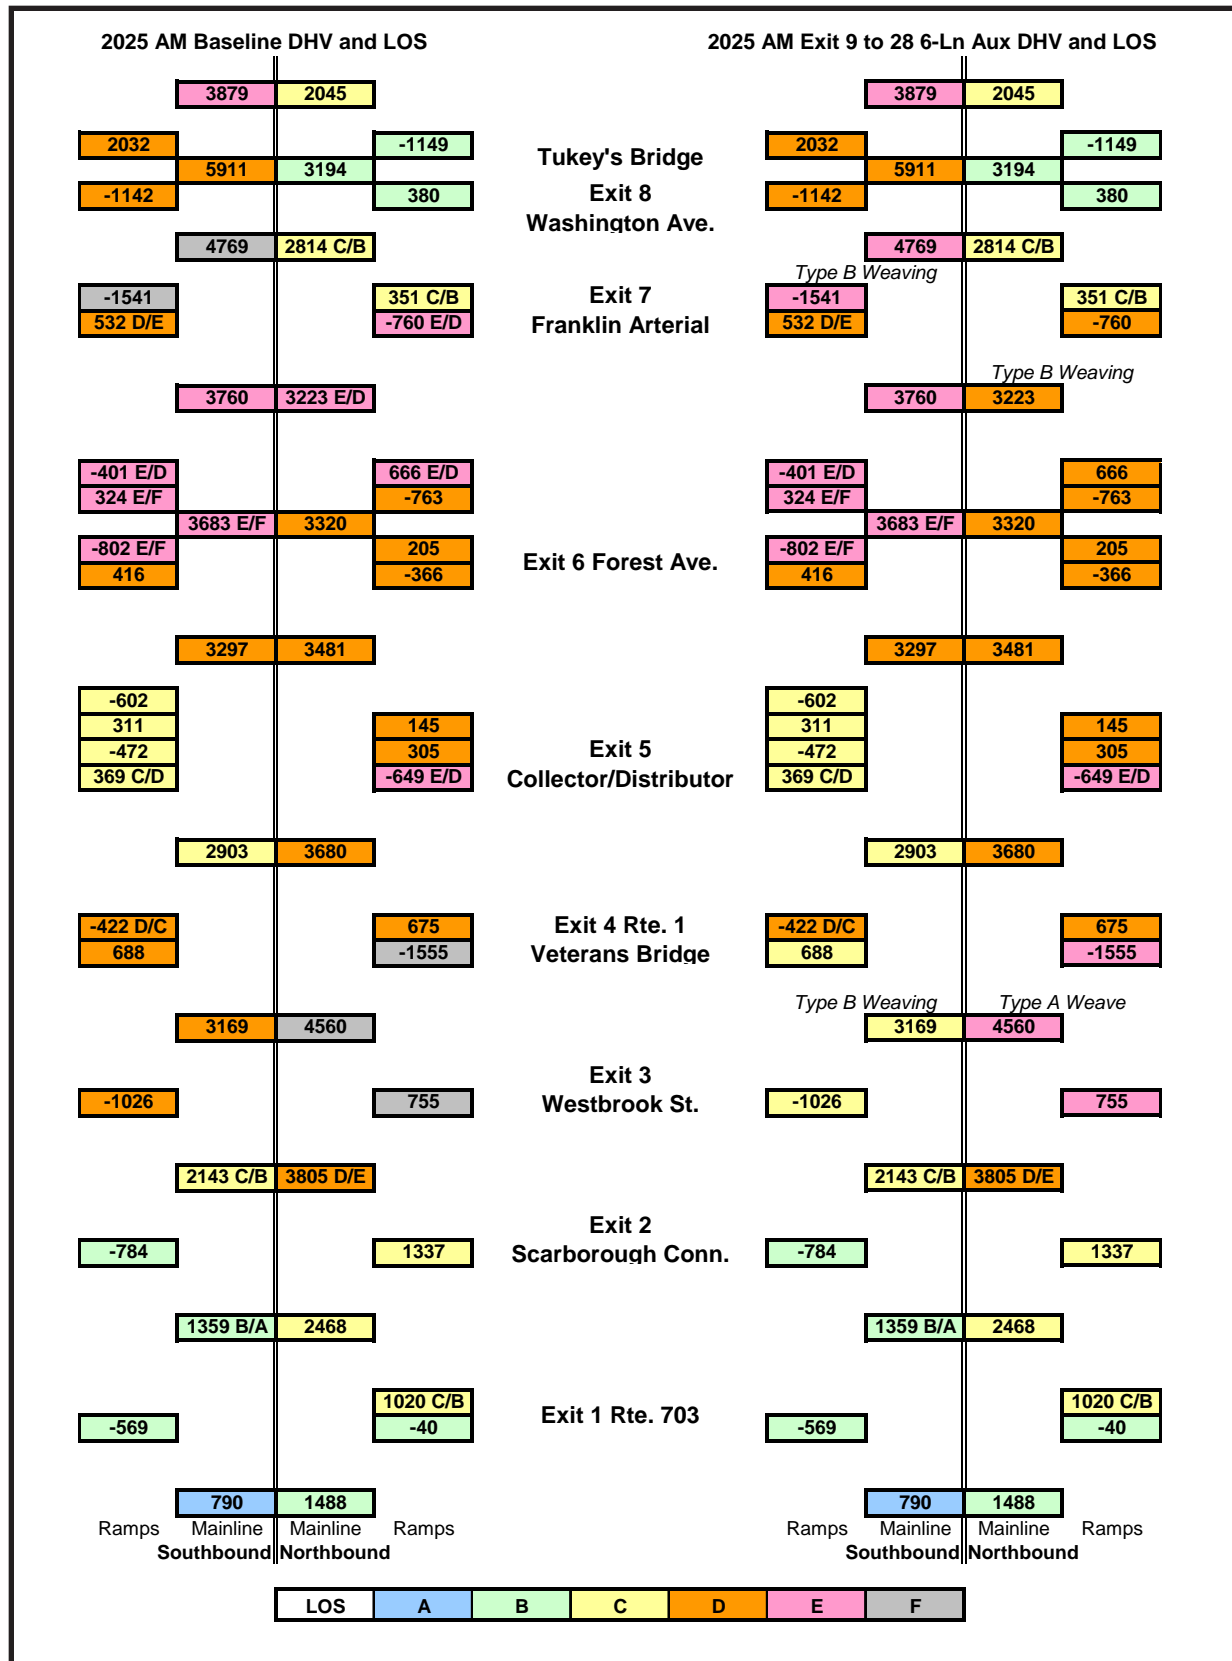 2025 AM Baseline DHV and LOS 2025 AM Exit 9 to 28 6-Ln Aux DHV and LOS
3879 2045 3879 2045
2032 -1149 2032 -1149
Tukey's Bridge
5911 3194 5911 3194
-1142 380 Exit 8 -1142 380
Washington Ave.
4769 2814 C/B 4769 2814 C/B
Type B Weaving
-1541 351 C/B Exit 7 -1541 351 C/B
532 D/E -760 E/D Franklin Arterial 532 D/E -760
Type B Weaving
3760 3223 E/D 3760 3223
-401 E/D 666 E/D -401 E/D 666
324 E/F -763 324 E/F -763
3683 E/F 3320 3683 E/F 3320
-802 E/F 205 Exit 6 Forest Ave. -802 E/F 205
416 -366 416 -366
3297 3481 3297 3481
-602 -602
311 145 311 145
-472 305 Exit 5 -472 305
369 C/D -649 E/D Collector/Distributor 369 C/D -649 E/D
2903 3680 2903 3680
-422 D/C 675 Exit 4 Rte. 1 -422 D/C 675
688 -1555 Veterans Bridge 688 -1555
Type B Weaving Type A Weave
3169 4560 3169 4560
Exit 3
-1026 755 Westbrook St. -1026 755
2143 C/B 3805 D/E 2143 C/B 3805 D/E
Exit 2
-784 1337 Scarborough Conn. -784 1337
1359 B/A 2468 1359 B/A 2468
1020 C/B 1020 C/B
-569 -40 Exit 1 Rte. 703 -569 -40
790 1488 790 1488
Ramps Mainline Mainline Ramps Ramps Mainline Mainline Ramps
Southbound Northbound Southbound Northbound
LOS A B C D E F